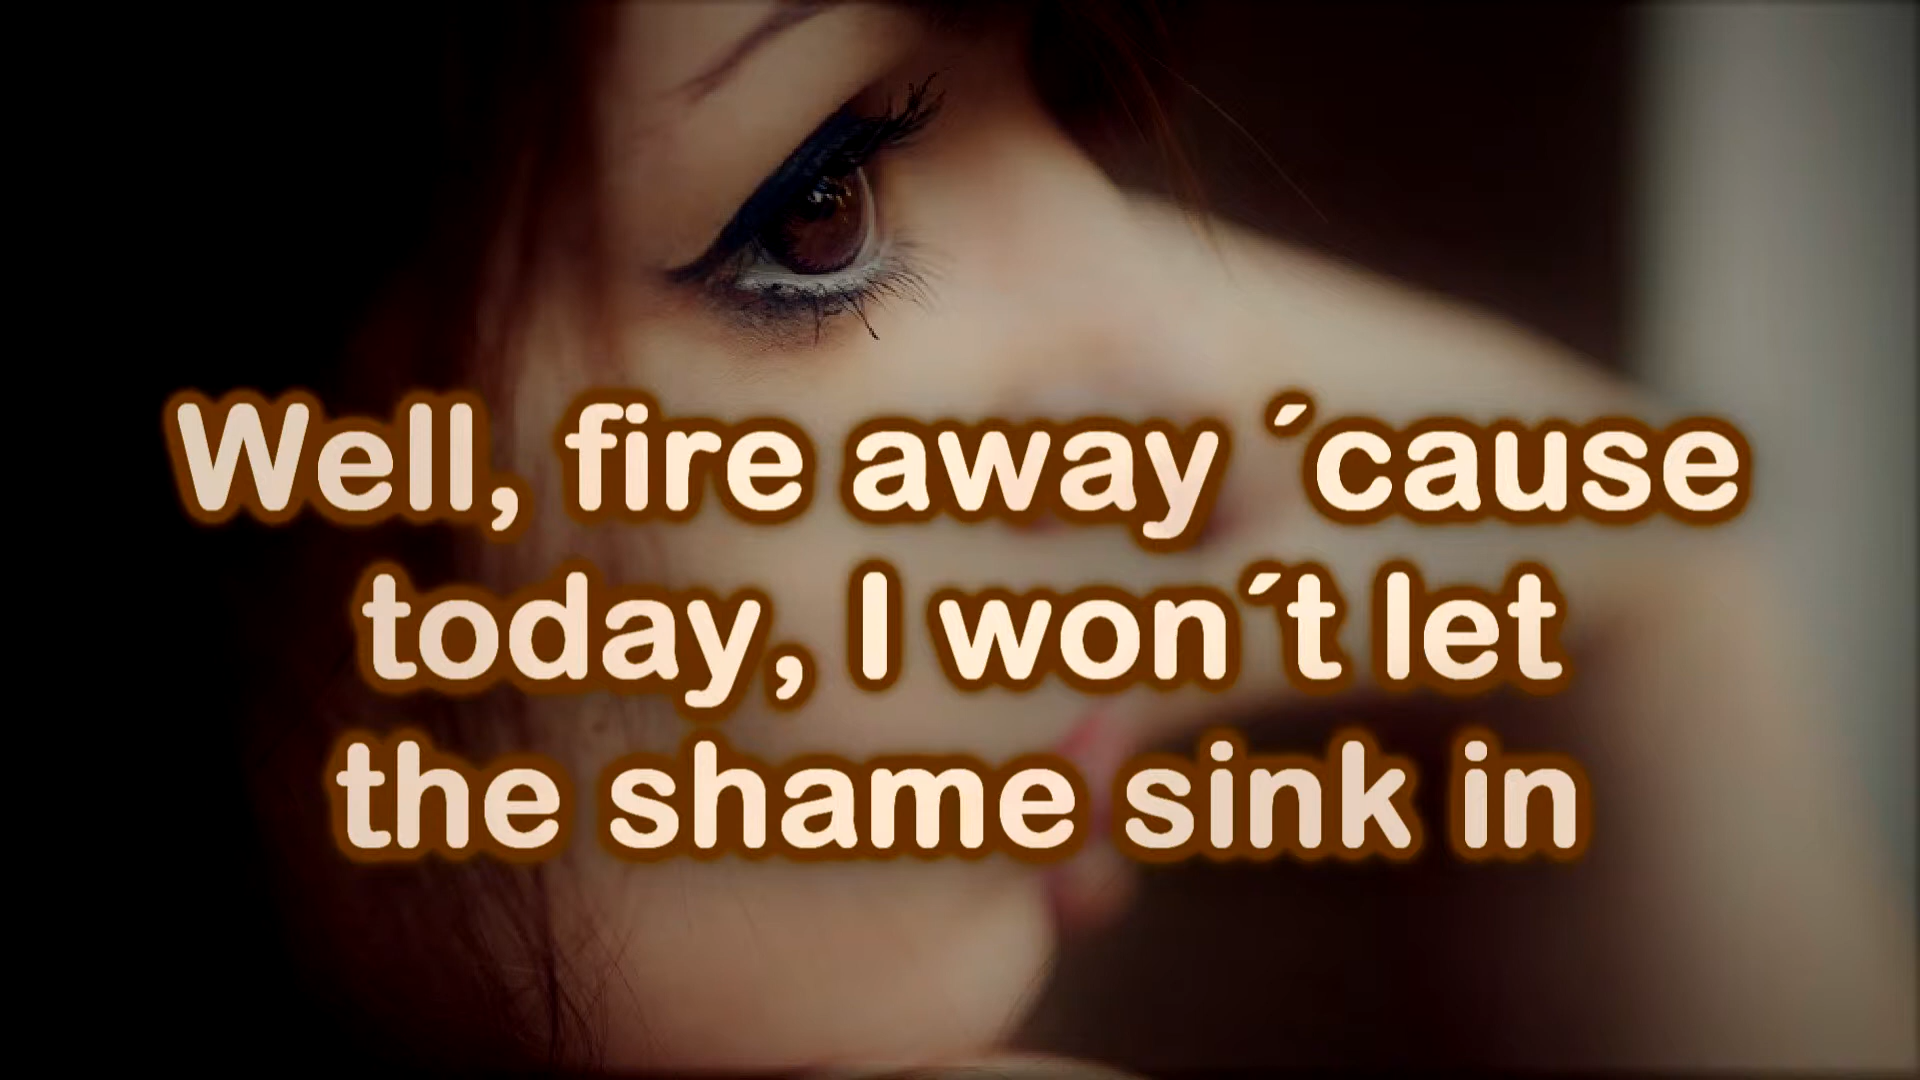 Well, fire away ´cause
today, I won´t let
the shame sink in